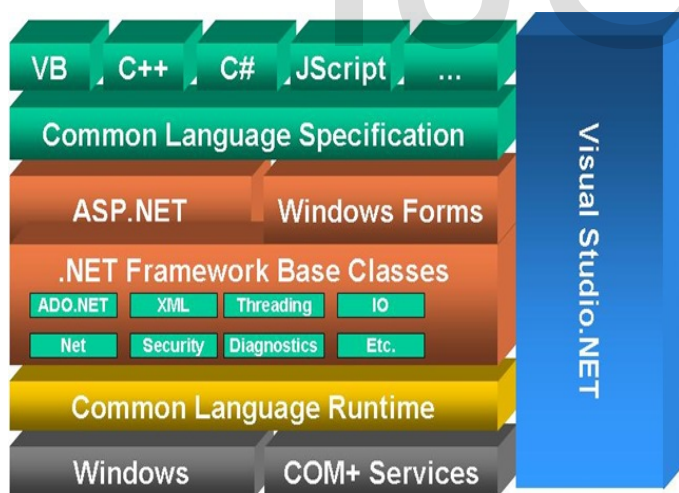 VB C++ C# JScript ...
Common Language Specification
ASP.NET Windows Forms
.NET Framework Base Classes
ADO.NET XML Threading IO
Net Security Diagnostics Etc.
Common Language Runtime
Windows COM+ Services
Visual Studio.NET